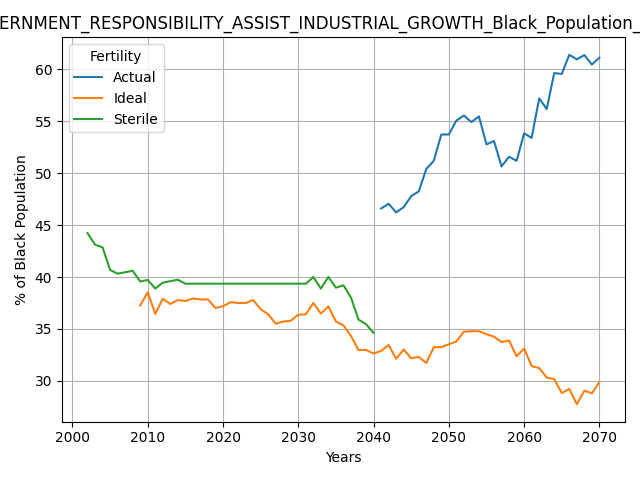 ERNMENT_RESPONSIBILITY_ASSIST_INDUSTRIAL_GROWTH_Black_Population_
Fertility
Actual
Ideal
Sterile
60
55
50
45
40
35
30
% of Black Population
2000 2010 2020 2030 2040 2050 2060 2070
Years